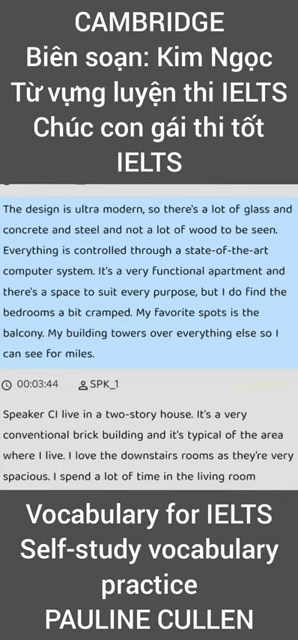 CAMBRIDGE
Biên soạn: Kim Ngọc
Từ vựng luyện thi IELTS
Chúc con gái thi tốt
IELTS
The design is ultra modern, so there's a lot of glass and
concrete and steel and not a lot of wood to be seen.
Everything is controlled through a state-of-the-art
computer system. It's a very functional apartment and
there's a space to suit every purpose, but I do find the
bedrooms a bit cramped. My favorite spots is the
balcony. My building towers over everything else so I
can see for miles.
00:03:44 SPK_1
Speaker CI live in a two-story house. It's a very
conventional brick building and it's typical of the area
where I live. I love the downstairs rooms as they're very
spacious. I spend a lot of time in the living room
Vocabulary for IELTS
Self-study vocabulary
practice
PAULINE CULLEN